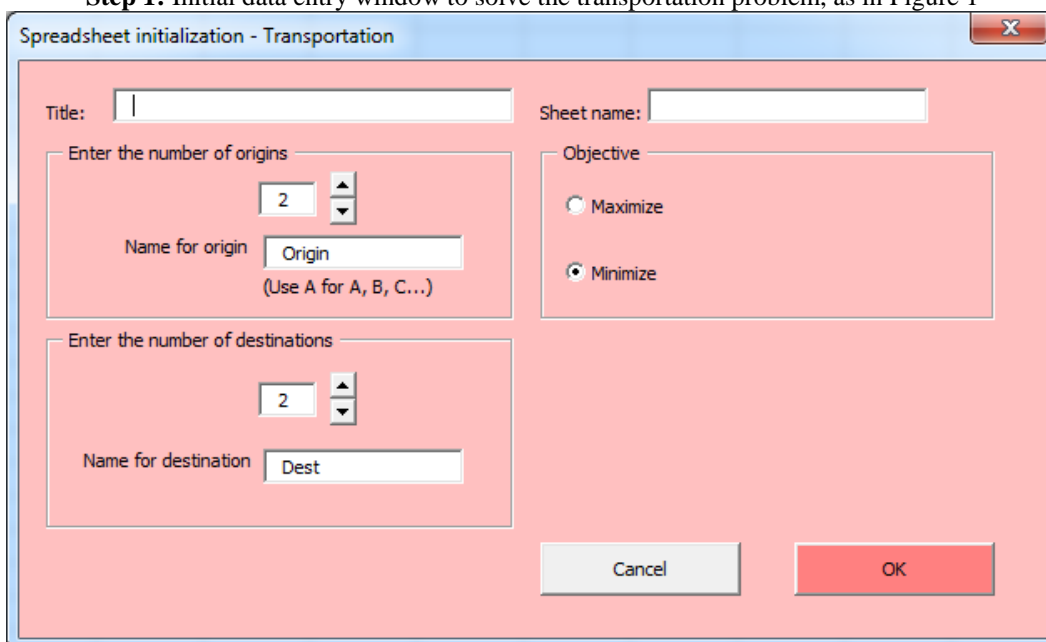 Step 1: Initial data entry window to solve the transportation problem, as in Figure 1
Spreadsheet initialization - Transportation
x
Title:
Sheet name:
Enter the number of origins
2
Name for origin
Origin
(Use A for A, B, C...)
Objective
Maximize
Minimize
Enter the number of destinations
2
Name for destination
Dest
Cancel
OK